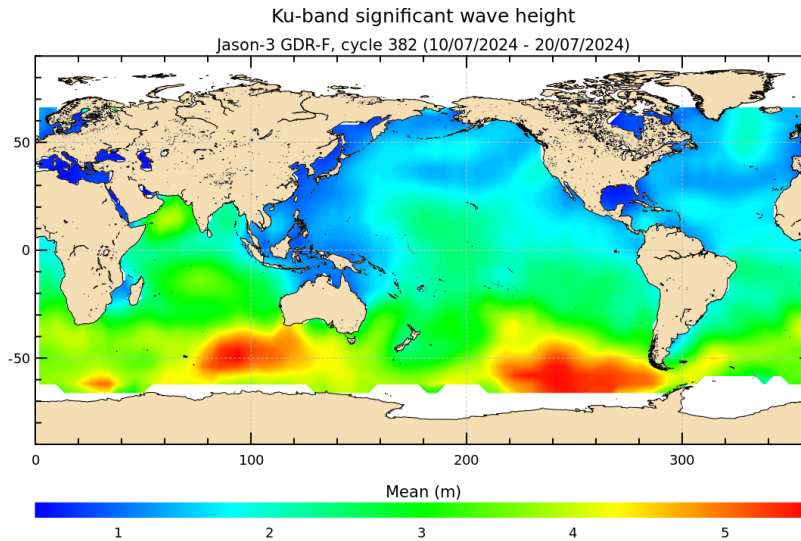 Ku-band significant wave height
Jason-3 GDR-F, cycle 382 (10/07/2024 - 20/07/2024)
50
0
-50
0 100 200 300
Mean (m)
1 2 3 4 5